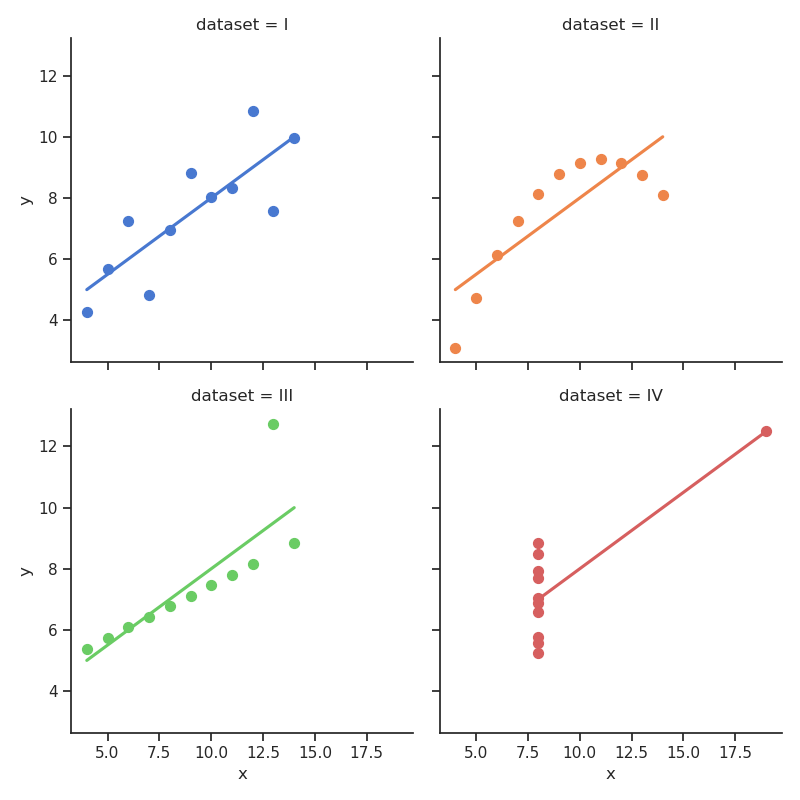 dataset = I
dataset = II
12
10
8
6
4
y
dataset = III
dataset = IV
12
10
8
6
4
y
5.0 7.5 10.0 12.5 15.0 17.5
5.0 7.5 10.0 12.5 15.0 17.5
x
x